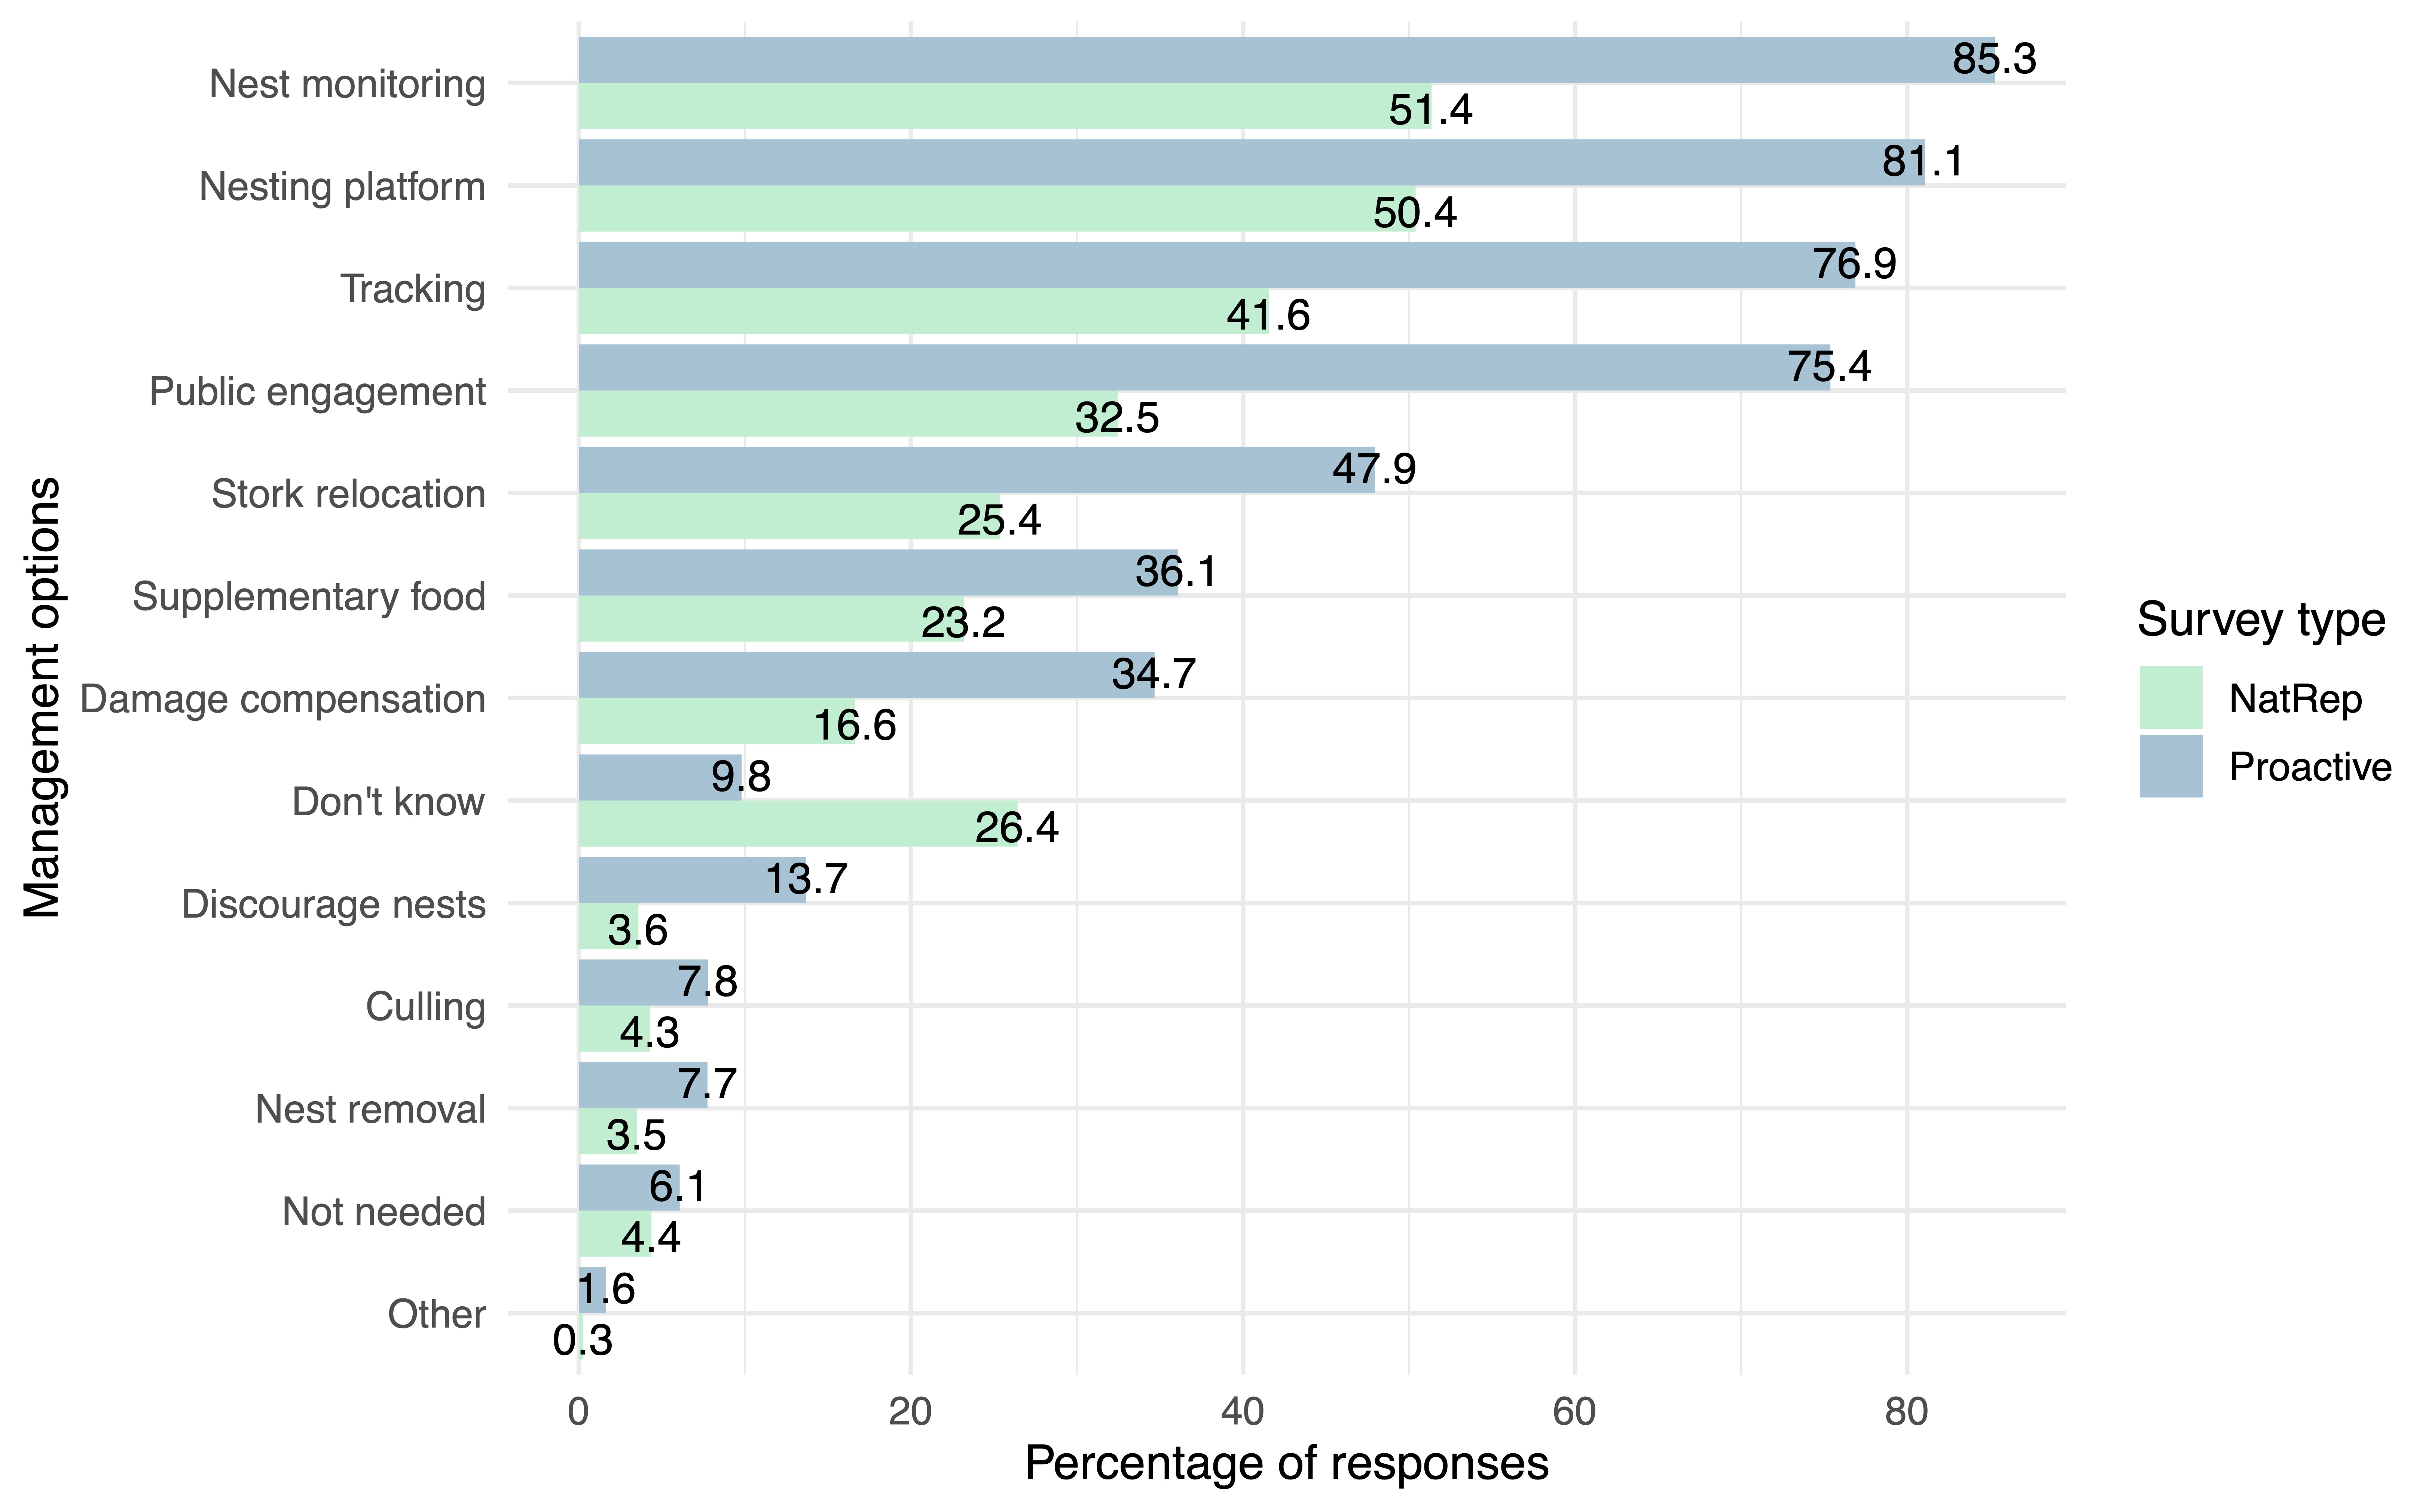 Management options
Nest monitoring
85.3
51.4
Nesting platform
81.1
50.4
Tracking
76.9
41.6
Public engagement
75.4
32.5
Stork relocation
47.9
25.4
Supplementary food
36.1
23.2
Damage compensation
34.7
16.6
Don't know
9.8
26.4
Discourage nests
13.7
3.6
Culling
7.8
4.3
Nest removal
7.7
3.5
Not needed
6.1
4.4
Other
1.6
0.3
0 20 40 60 80
Percentage of responses
Survey type
NatRep
Proactive